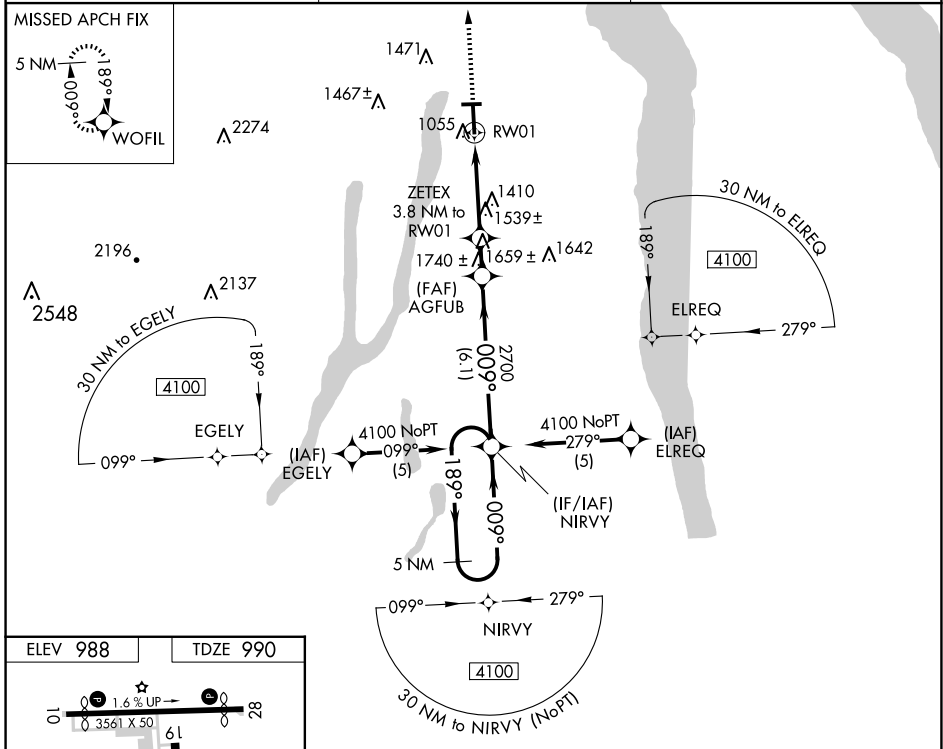 MISSED APCH FIX
5 NM
189°
009°
WOFIL
1471
1467±
2274
1055
RW01
ZETEX
3.8 NM to
RW01
1410
1539±
2196
1740 ±
1659 ±
1642
2548
2137
(FAF)
AGFUB
30 NM to ELREQ
189°
4100
ELREQ
279°
30 NM to EGELY
189°
4100
EGELY
099°
2700
009°
(6.1)
(IAF)
EGELY
4100 NoPT
099°
(5)
4100 NoPT
279°
(5)
(IAF)
ELREQ
189°
009°
(IF/IAF)
NIRVY
5 NM
099°
279°
NIRVY
4100
30 NM to NIRVY (NoPT)
ELEV 988
TDZE 990
P
P
1.6 % UP
10
28
3561 X 50
19